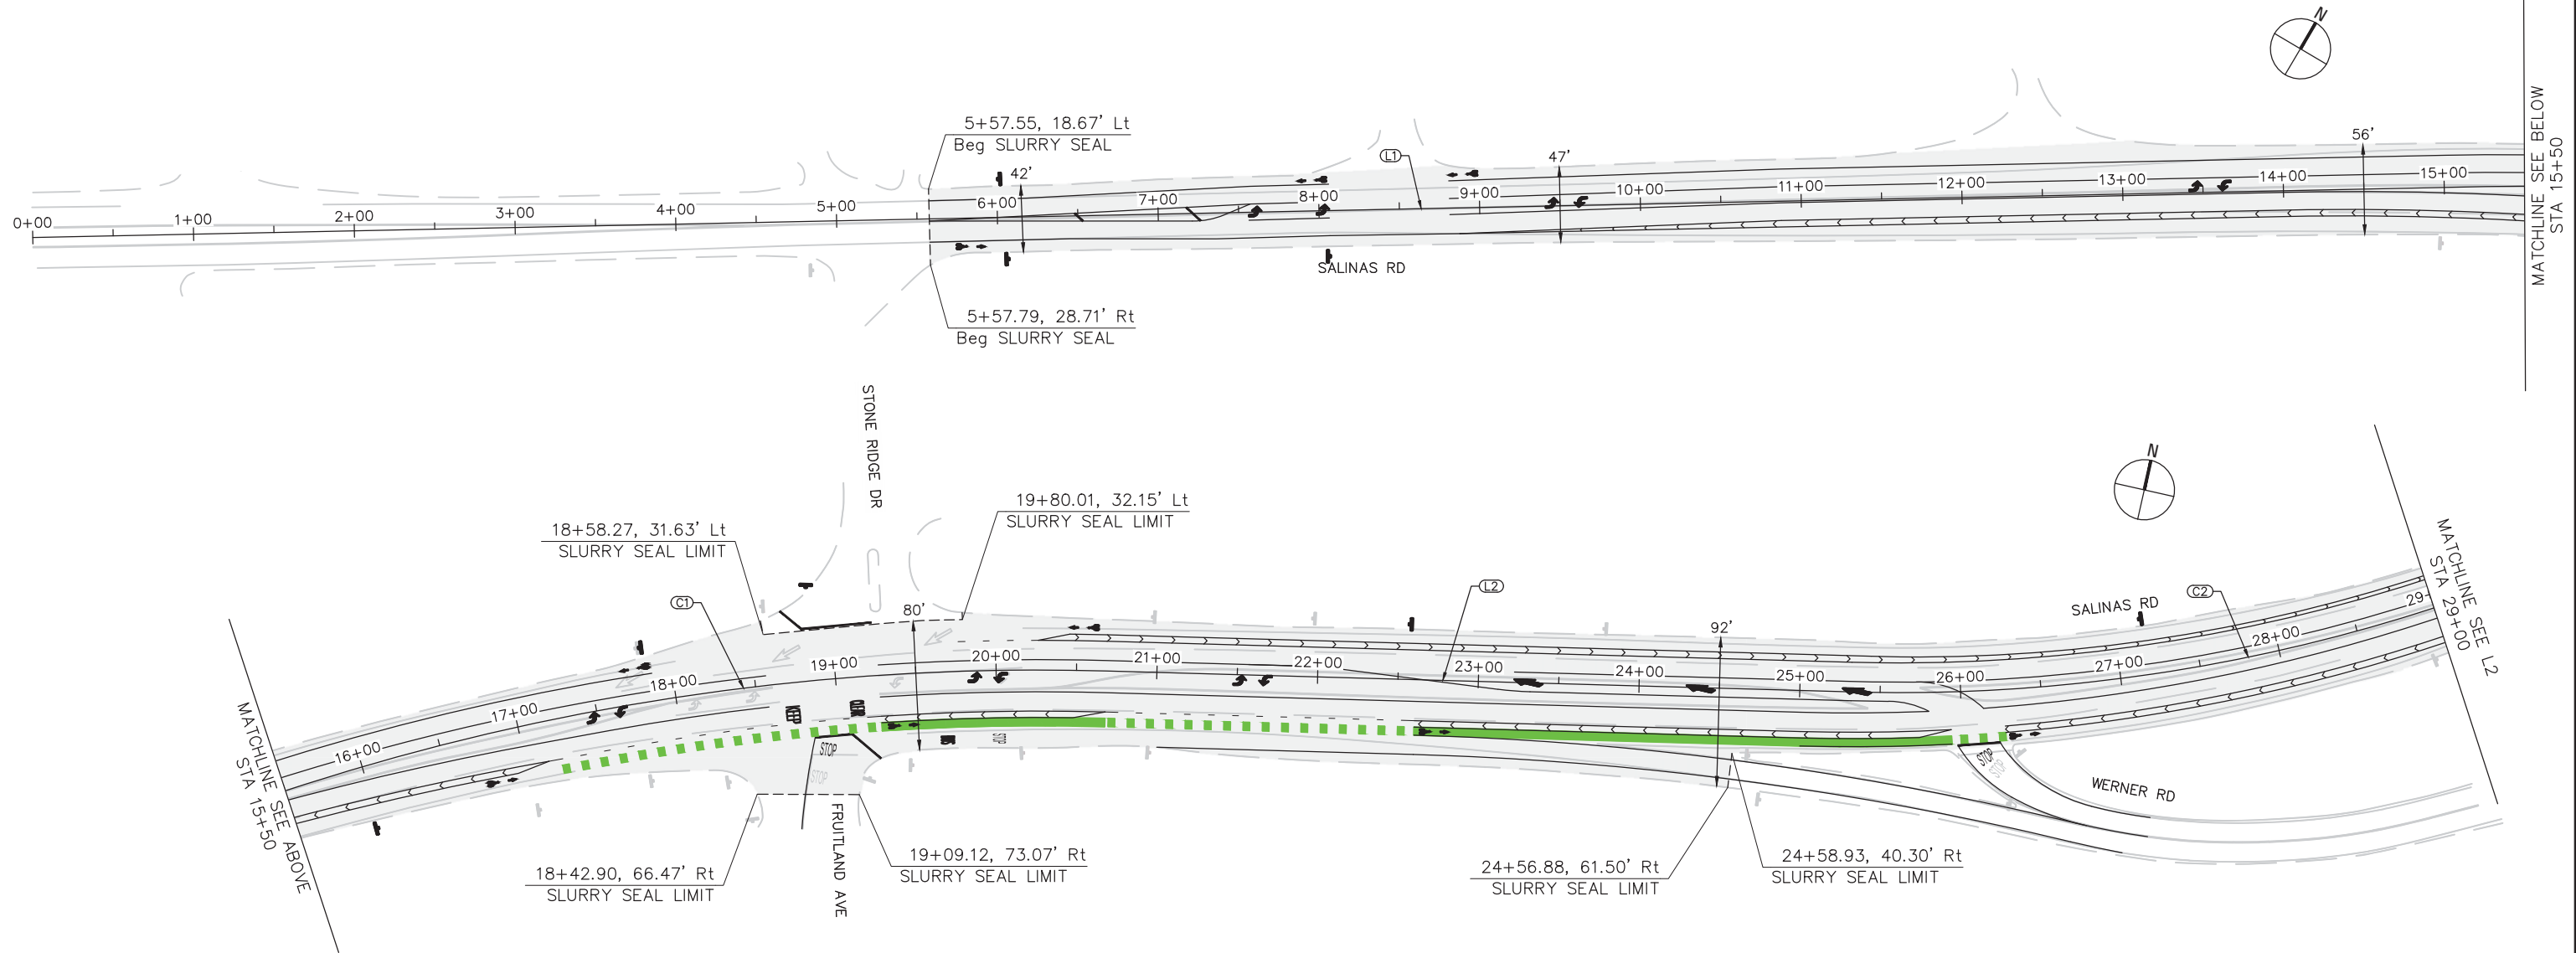 N
5+57.55, 18.67' Lt
Beg SLURRY SEAL
42'
L1
47'
56'
0+00
1+00
2+00
3+00
4+00
5+00
6+00
7+00
8+00
9+00
10+00
11+00
12+00
13+00
14+00
15+00
MATCHLINE SEE BELOW
STA 15+50
SALINAS RD
5+57.79, 28.71' Rt
Beg SLURRY SEAL
STONE RIDGE DR
N
18+58.27, 31.63' Lt
SLURRY SEAL LIMIT
19+80.01, 32.15' Lt
SLURRY SEAL LIMIT
C1
80'
L2
92'
SALINAS RD
C2
MATCHLINE SEE L2
STA 29+00
16+00
17+00
18+00
19+00
20+00
21+00
22+00
23+00
24+00
25+00
26+00
27+00
28+00
29
KEEP
CLEAR
STOP
STOP
STOP
STOP
STOP
MATCHLINE SEE ABOVE
STA 15+50
WERNER RD
FRUITLAND AVE
18+42.90, 66.47' Rt
SLURRY SEAL LIMIT
19+09.12, 73.07' Rt
SLURRY SEAL LIMIT
24+56.88, 61.50' Rt
SLURRY SEAL LIMIT
24+58.93, 40.30' Rt
SLURRY SEAL LIMIT